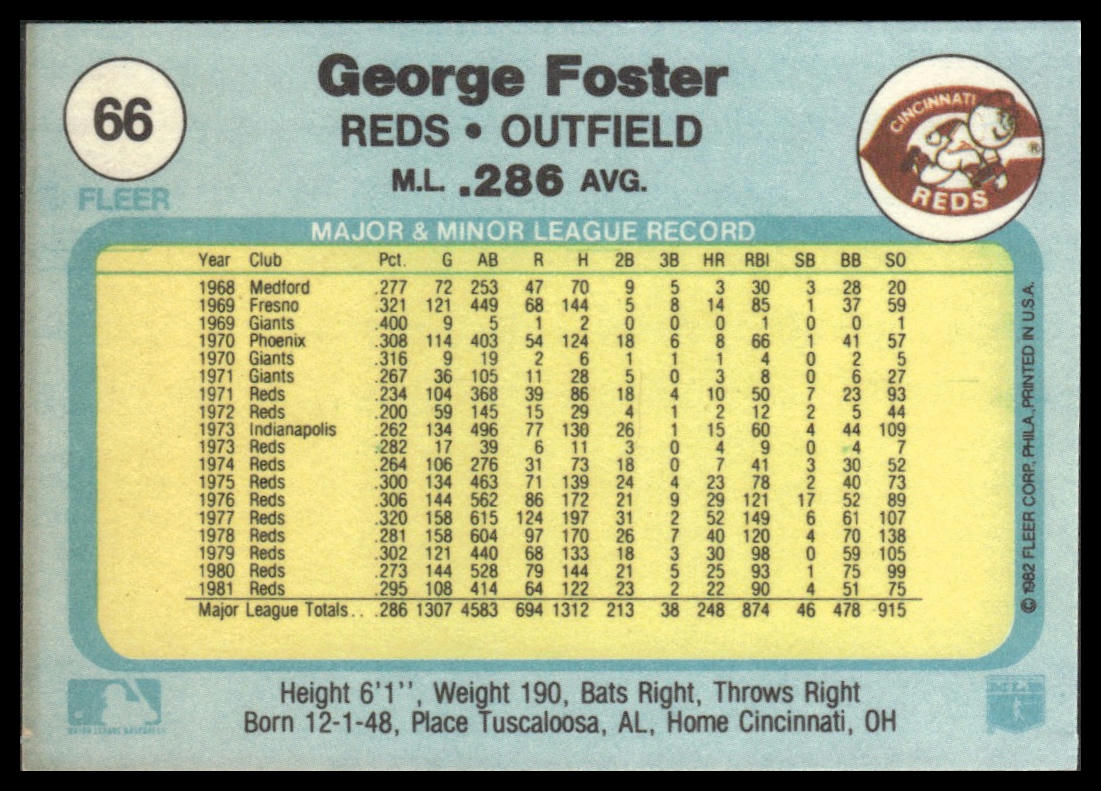 66
FLEER
George Foster
REDS • OUTFIELD
M.L. .286 AVG.
CINCINNATI
REDS
®
MAJOR & MINOR LEAGUE RECORD
Year Club Pct. G AB R H 2B 3B HR RBI SB BB SO
1968 Medford .277 72 253 47 70 9 5 3 30 3 28 20
1969 Fresno .321 121 449 68 144 5 8 14 85 1 37 59
1969 Giants .400 9 5 1 2 0 0 0 1 0 0 1
1970 Phoenix .308 114 403 54 124 18 6 8 66 1 41 57
1970 Giants .316 9 19 2 6 1 1 1 4 0 2 5
1971 Giants .267 36 105 11 28 5 0 3 8 0 6 27
1971 Reds .234 104 368 39 86 18 4 10 50 7 23 93
1972 Reds .200 59 145 15 29 4 1 2 12 2 5 44
1973 Indianapolis .262 134 496 77 130 26 1 15 60 4 44 109
1973 Reds .282 17 39 6 11 3 0 4 9 0 4 7
1974 Reds .264 106 276 31 73 18 0 7 41 3 30 52
1975 Reds .300 134 463 71 139 24 4 23 78 2 40 73
1976 Reds .306 144 562 86 172 21 9 29 121 17 52 89
1977 Reds .320 158 615 124 197 31 2 52 149 6 61 107
1978 Reds .281 158 604 97 170 26 7 40 120 4 70 138
1979 Reds .302 121 440 68 133 18 3 30 98 0 59 105
1980 Reds .273 144 528 79 144 21 5 25 93 1 75 99
1981 Reds .295 108 414 64 122 23 2 22 90 4 51 75
Major League Totals. . .286 1307 4583 694 1312 213 38 248 874 46 478 915
© 1982 FLEER CORP., PHILA., PRINTED IN U.S.A.
Height 6'1'', Weight 190, Bats Right, Throws Right
Born 12-1-48, Place Tuscaloosa, AL, Home Cincinnati, OH
MAJOR LEAGUE BASEBALL